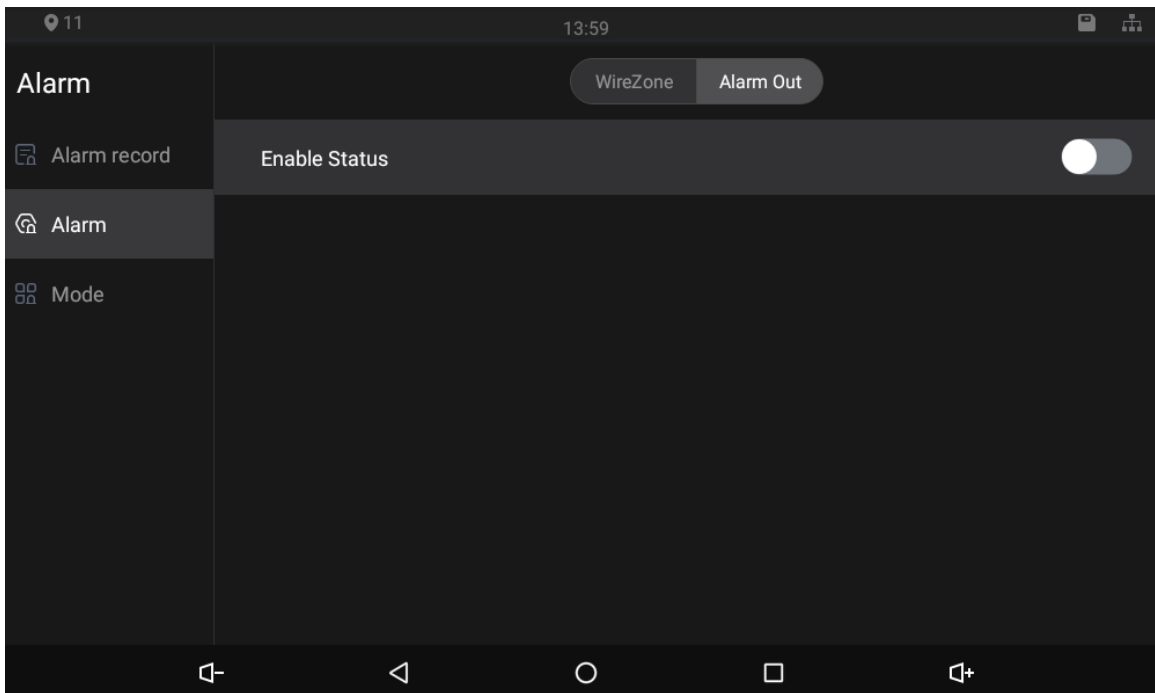 11
13:59
Alarm
WireZone
Alarm Out
Alarm record
Enable Status
Alarm
Mode